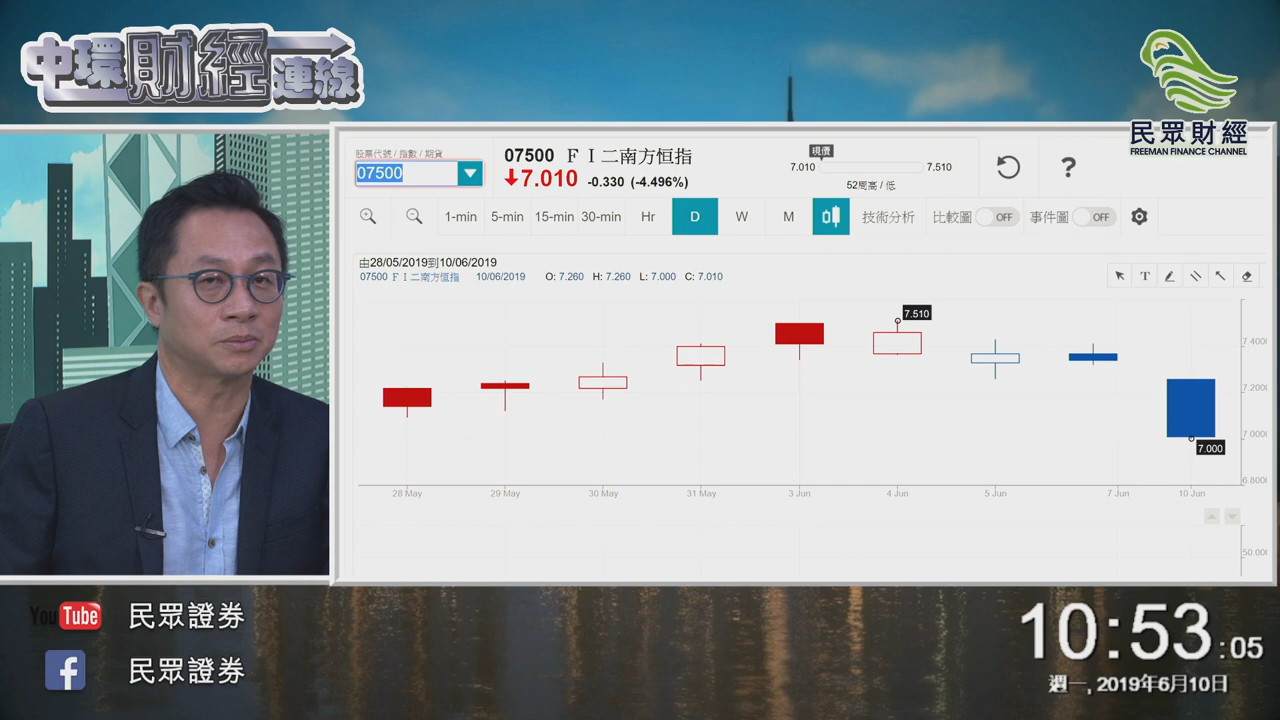 中環財經連線
民眾財經
FREEMAN FINANCE CHANNEL
股票代號 / 指數 / 期貨
07500
07500 ＦＩ二南方恒指
7.010 -0.330 (-4.496%)
現價
7.010 7.510
52周高 / 低
?
1-min 5-min 15-min 30-min Hr D W M 技術分析 比較圖 OFF 事件圖 OFF
由28/05/2019到10/06/2019
07500 ＦＩ二南方恒指 10/06/2019 O: 7.260 H: 7.260 L: 7.000 C: 7.010
T
7.510
7.4000
7.2000
7.0000
7.000
6.8000
28 May 29 May 30 May 31 May 3 Jun 4 Jun 5 Jun 7 Jun 10 Jun
50.000
YouTube 民眾證券
f 民眾證券
10:53:05
週一, 2019年6月10日